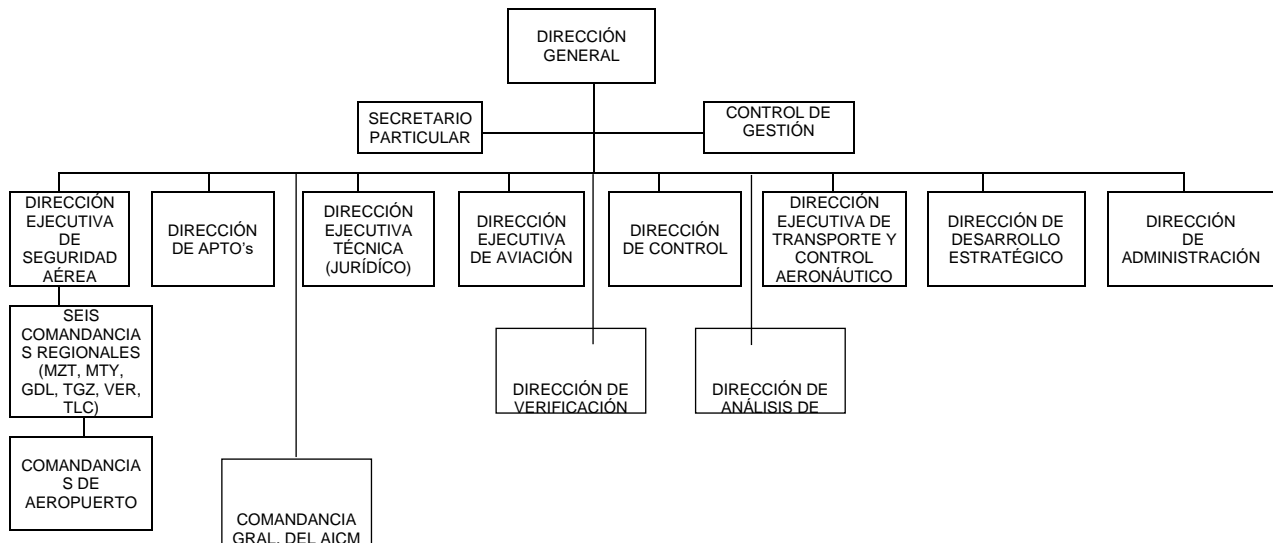 DIRECCIÓN
GENERAL
SECRETARIO
PARTICULAR
CONTROL DE
GESTIÓN
DIRECCIÓN
EJECUTIVA
DE
SEGURIDAD
AÉREA
DIRECCIÓN
DE APTO's
DIRECCIÓN
EJECUTIVA
TÉCNICA
(JURÍDÍCO)
DIRECCIÓN
EJECUTIVA
DE AVIACIÓN
DIRECCIÓN
DE CONTROL
DIRECCIÓN
EJECUTIVA DE
TRANSPORTE Y
CONTROL
AERONÁUTICO
DIRECCIÓN DE
DESARROLLO
ESTRATÉGICO
DIRECCIÓN
DE
ADMINISTRACIÓN
SEIS
COMANDANCIA
S REGIONALES
(MZT, MTY,
GDL, TGZ, VER,
TLC)
DIRECCIÓN DE
VERIFICACIÓN
DIRECCIÓN DE
ANÁLISIS DE
COMANDANCIA
S DE
AEROPUERTO
COMANDANCIA
GRAL. DEL AICM